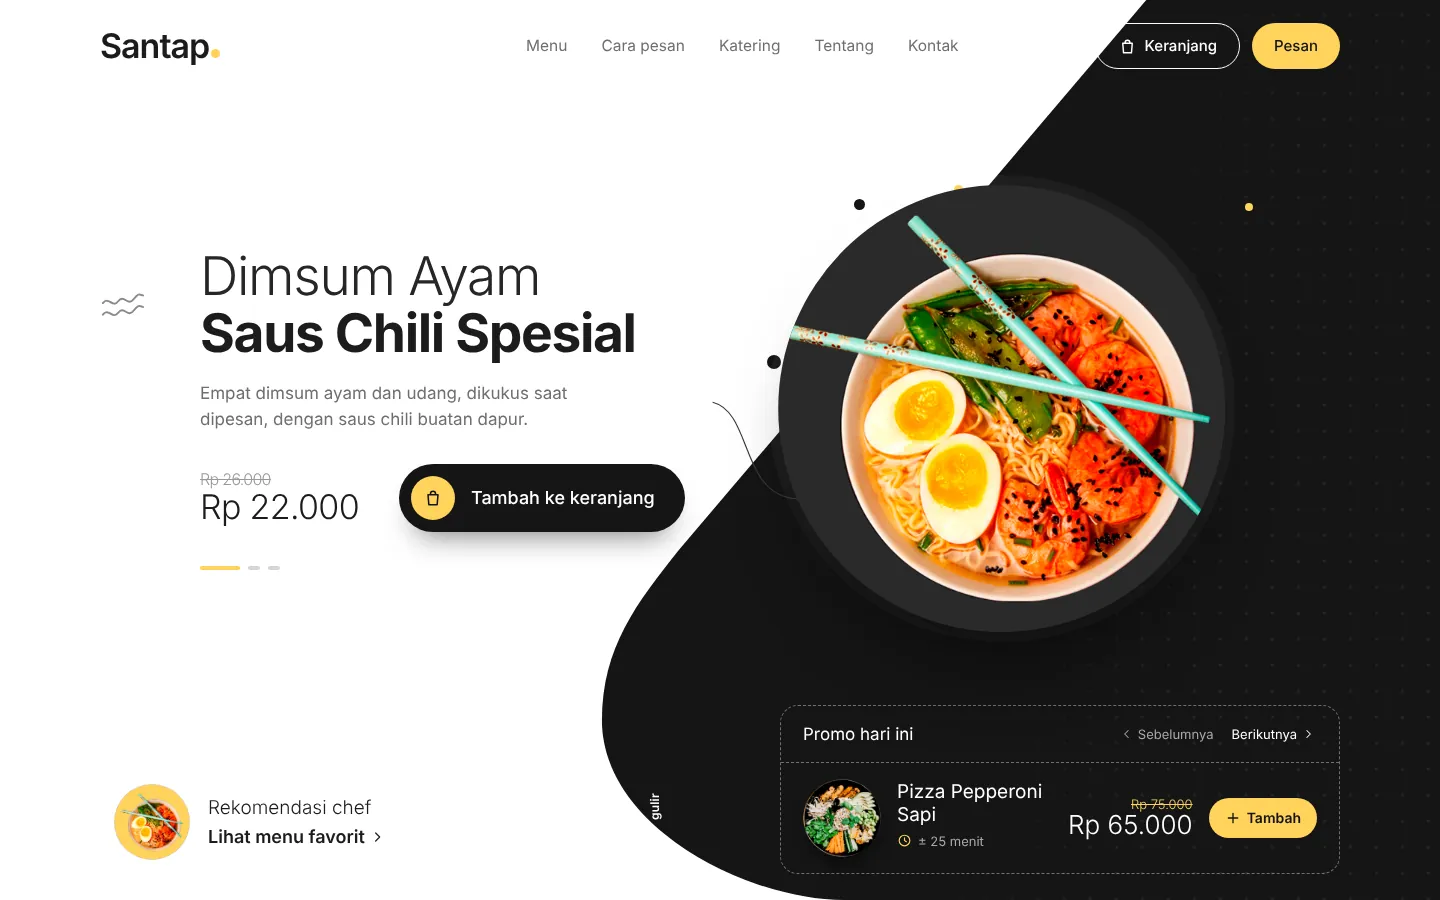 Santap.
Menu
Cara pesan
Katering
Tentang
Kontak
Keranjang
Pesan
Dimsum Ayam
Saus Chili Spesial
Empat dimsum ayam dan udang, dikukus saat
dipesan, dengan saus chili buatan dapur.
Rp 26.000
Rp 22.000
Tambah ke keranjang
Rekomendasi chef
Lihat menu favorit
gulir
Promo hari ini
Sebelumnya
Berikutnya
Pizza Pepperoni
Sapi
± 25 menit
Rp 75.000
Rp 65.000
Tambah